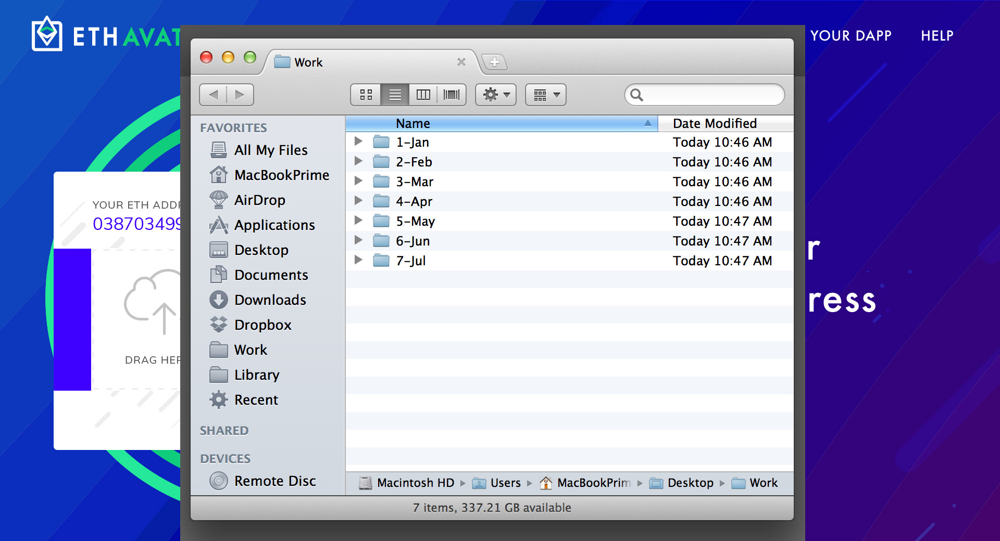 ETH AVAT
YOUR DAPP
HELP
YOUR ETH ADDR
038703499
DRAG HER
r
ress
Work
FAVORITES
All My Files
MacBookPrime
AirDrop
Applications
Desktop
Documents
Downloads
Dropbox
Work
Library
Recent
SHARED
DEVICES
Remote Disc
Name Date Modified
1-Jan Today 10:46 AM
2-Feb Today 10:46 AM
3-Mar Today 10:46 AM
4-Apr Today 10:46 AM
5-May Today 10:47 AM
6-Jun Today 10:47 AM
7-Jul Today 10:47 AM
Macintosh HD Users MacBookPrim Desktop Work
7 items, 337.21 GB available